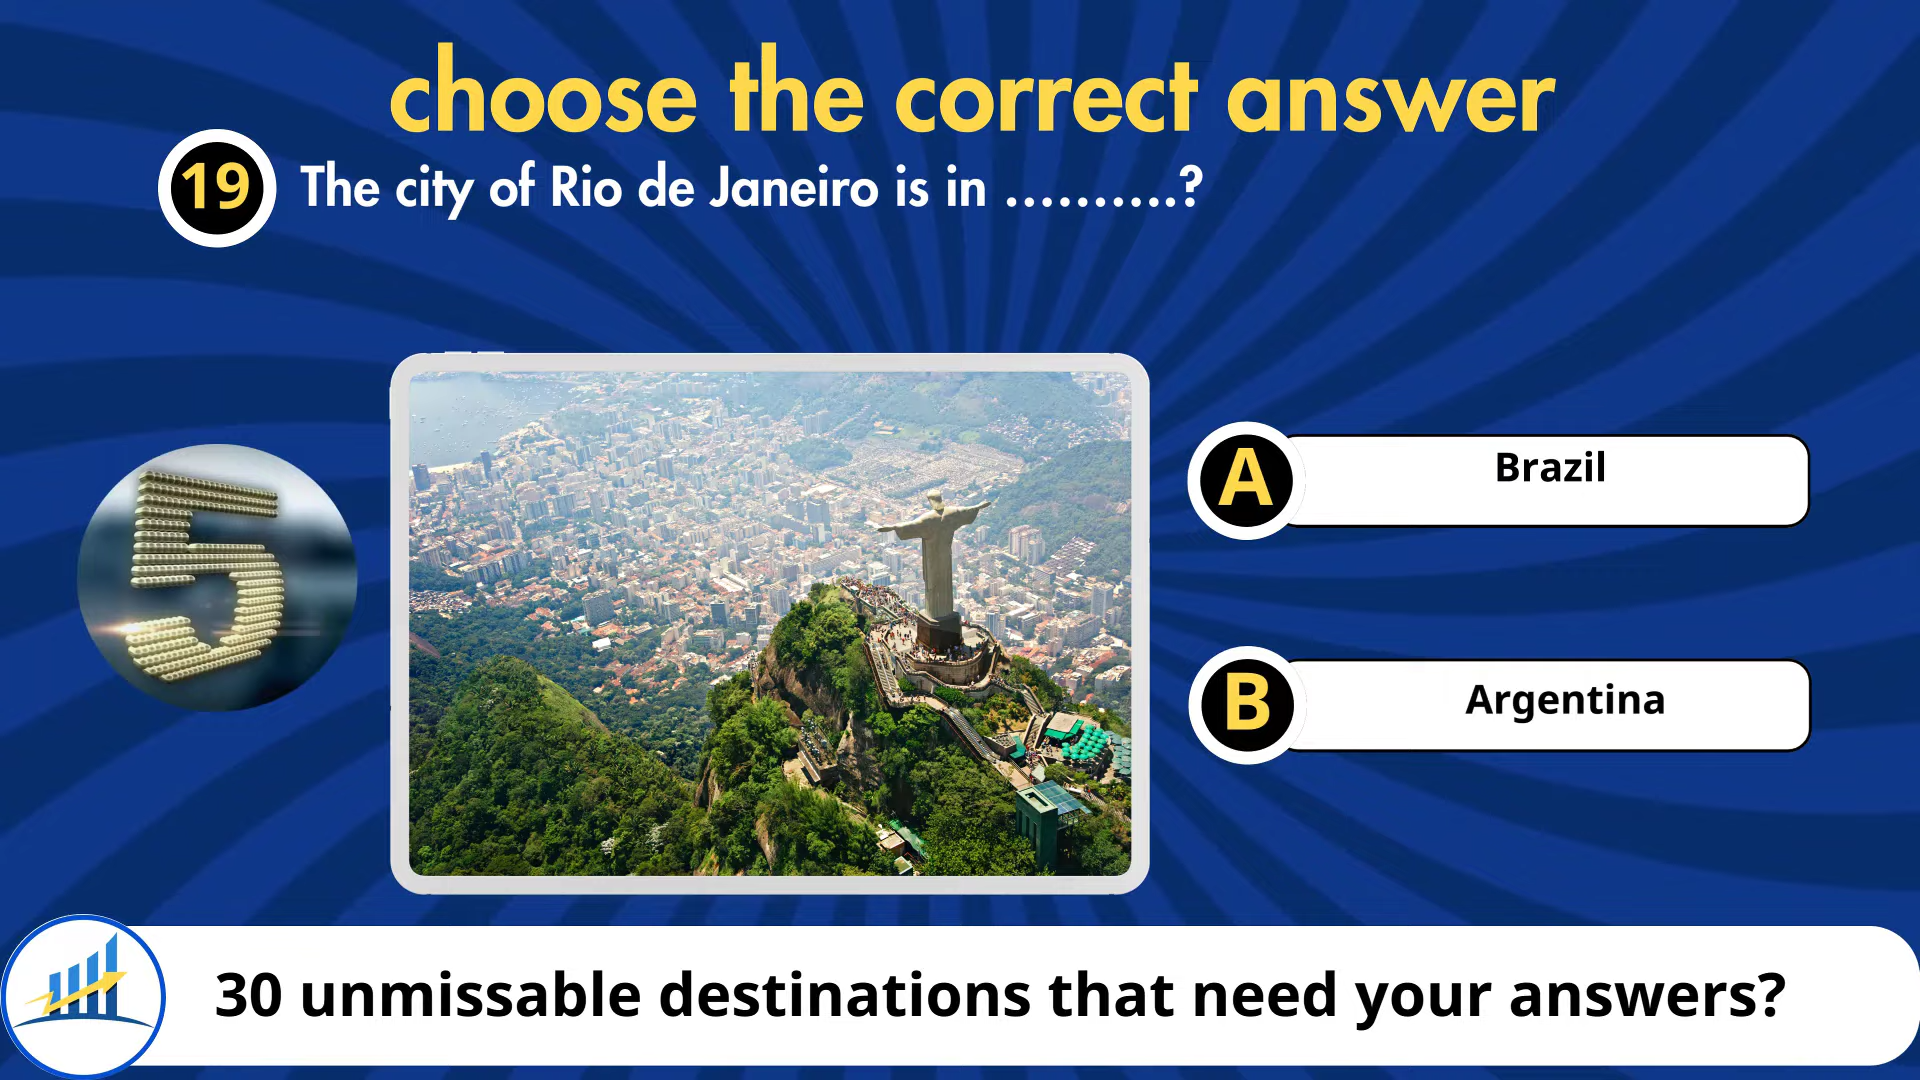 choose the correct answer
19
The city of Rio de Janeiro is in ..........?
5
A
Brazil
B
Argentina
30 unmissable destinations that need your answers?